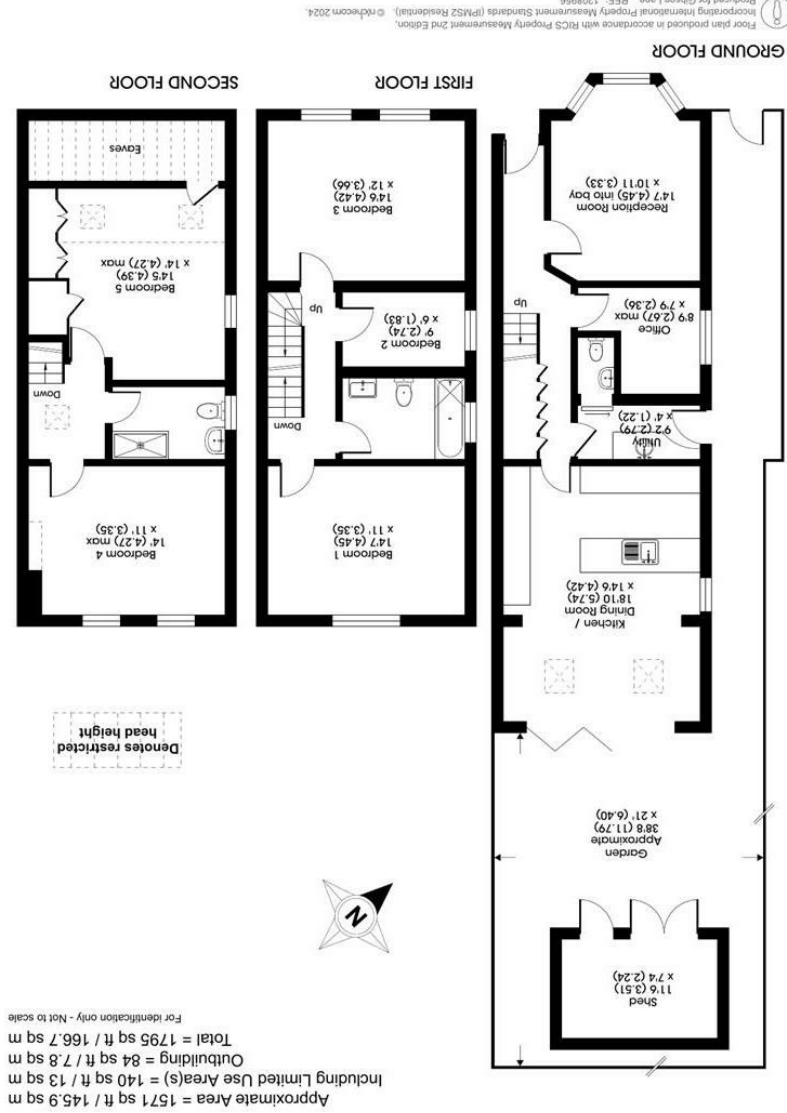 Approximate Area = 1571 sq ft / 145.9 sq m
Including Limited Use Area(s) = 140 sq ft / 13 sq m
Outbuilding = 84 sq ft / 7.8 sq m
Total = 1795 sq ft / 166.7 sq m
For identification only - Not to scale
Shed
11'6 (3.51)
x 7'4 (2.24)
N
Garden
Approximate
38'8 (11.79)
x 21' (6.40)
Denotes restricted
head height
Kitchen /
Dining Room
18'10 (5.74)
x 14'6 (4.42)
Utility
9'2 (2.79)
x 4' (1.22)
Office
8'9 (2.67) max
x 7'9 (2.36)
Up
Reception Room
14'7 (4.45) into bay
x 10'11 (3.33)
GROUND FLOOR
Bedroom 1
14'7 (4.45)
x 11' (3.35)
Down
Bedroom 2
9' (2.74)
x 6' (1.83)
Up
Bedroom 3
14'6 (4.42)
x 12' (3.66)
FIRST FLOOR
Bedroom 4
14' (4.27) max
x 11' (3.35)
Down
Bedroom 5
14'5 (4.39)
x 14' (4.27) max
Eaves
SECOND FLOOR
Floor plan produced in accordance with RICS Property Measurement 2nd Edition,
Incorporating International Property Measurement Standards (IPMS2 Residential). © nichecom 2024.
Produced for Gibson Lane. REF: